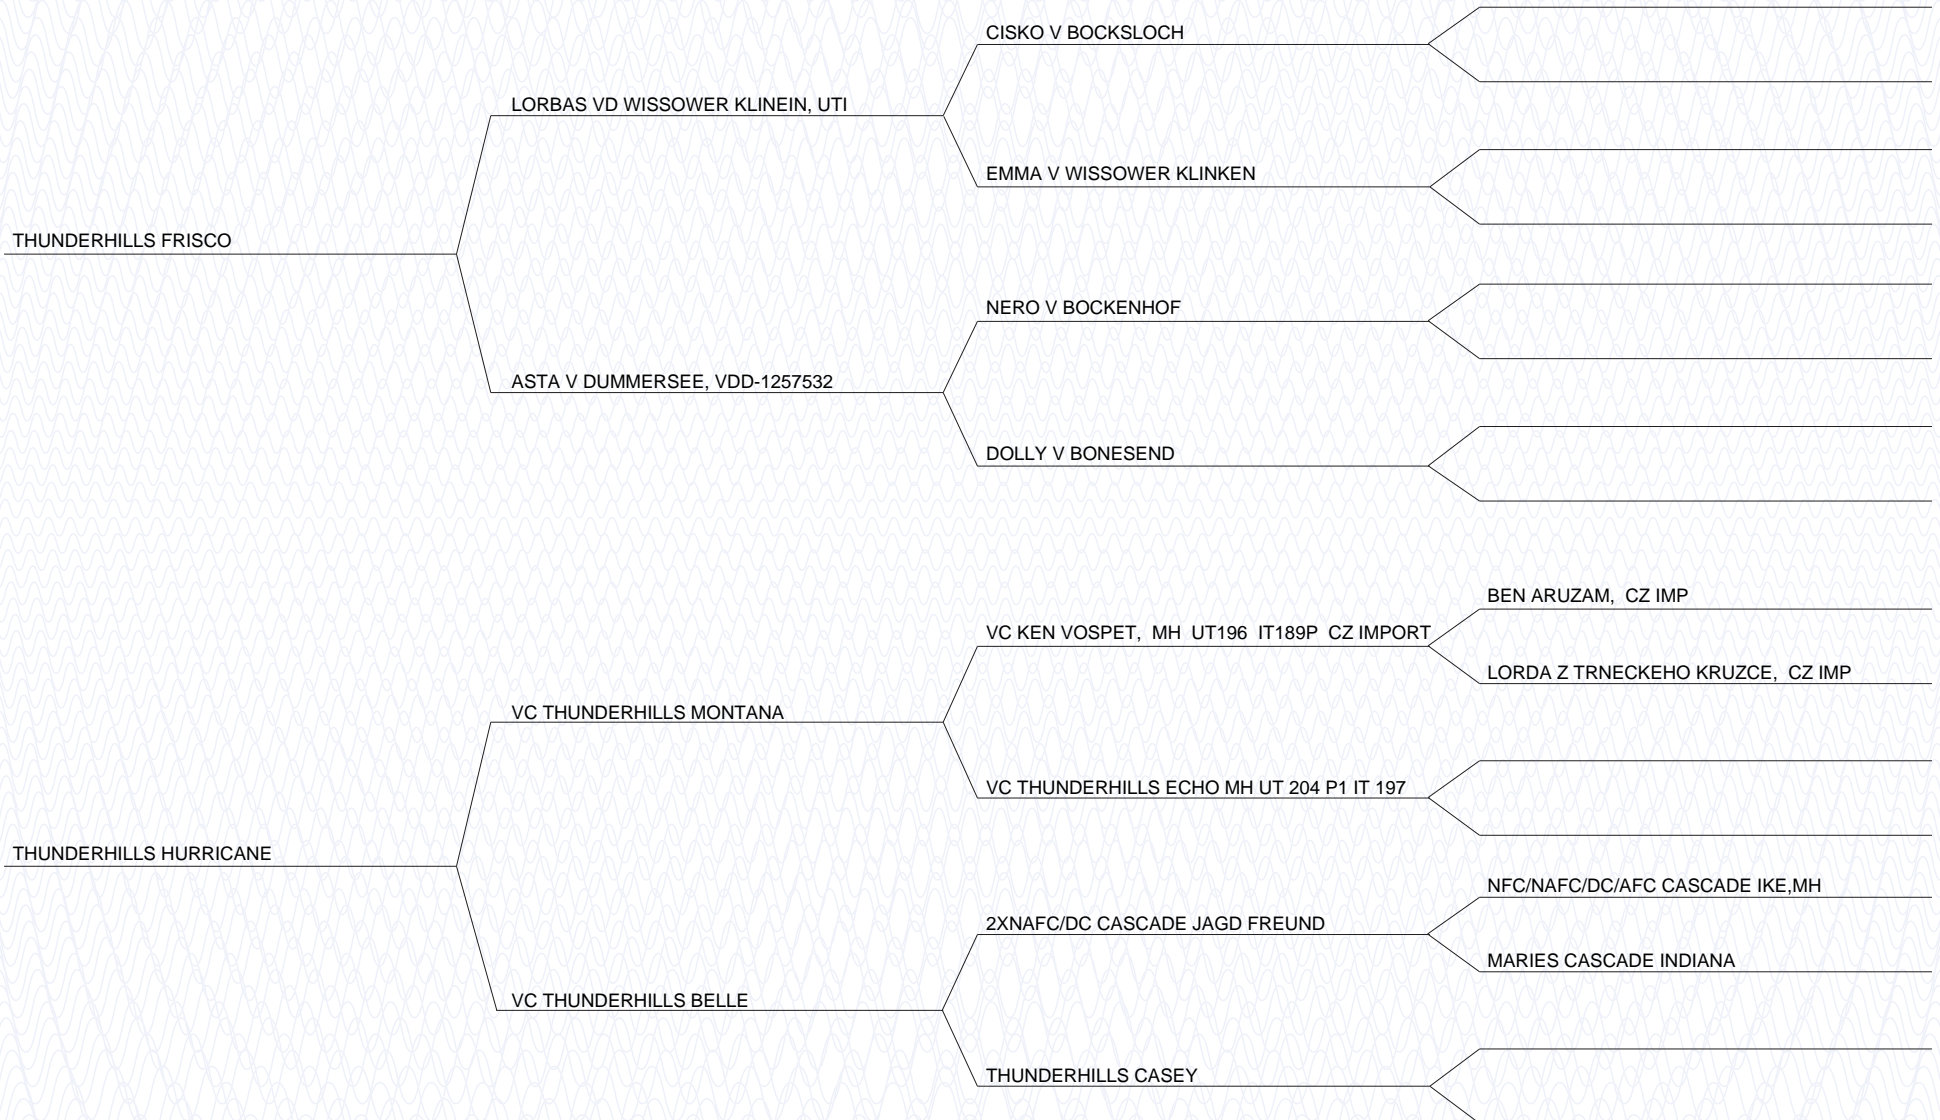 CISKO V BOCKSLOCH
LORBAS VD WISSOWER KLINEIN, UTI
EMMA V WISSOWER KLINKEN
THUNDERHILLS FRISCO
NERO V BOCKENHOF
ASTA V DUMMERSEE, VDD-1257532
DOLLY V BONESEND
BEN ARUZAM,  CZ IMP
VC KEN VOSPET,  MH  UT196  IT189P  CZ IMPORT
LORDA Z TRNECKEHO KRUZCE,  CZ IMP
VC THUNDERHILLS MONTANA
VC THUNDERHILLS ECHO MH UT 204 P1 IT 197
THUNDERHILLS HURRICANE
NFC/NAFC/DC/AFC CASCADE IKE,MH
2XNAFC/DC CASCADE JAGD FREUND
MARIES CASCADE INDIANA
VC THUNDERHILLS BELLE
THUNDERHILLS CASEY